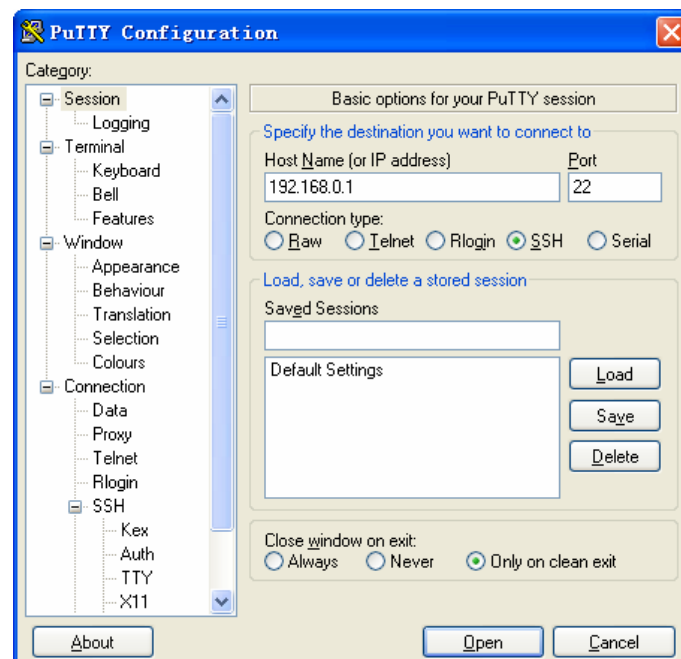 PuTTY Configuration
Category:
Session
Logging
Terminal
Keyboard
Bell
Features
Window
Appearance
Behaviour
Translation
Selection
Colours
Connection
Data
Proxy
Telnet
Rlogin
SSH
Kex
Auth
TTY
X11
Basic options for your PuTTY session
Specify the destination you want to connect to
Host Name (or IP address) Port
192.168.0.1 22
Connection type:
Raw Telnet Rlogin SSH Serial
Load, save or delete a stored session
Saved Sessions
Default Settings
Load
Save
Delete
Close window on exit:
Always Never Only on clean exit
About Open Cancel